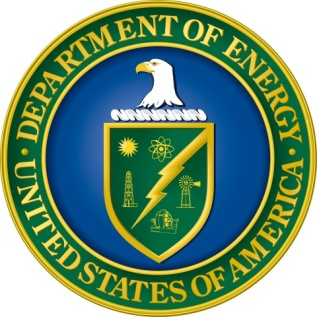 DEPARTMENT OF ENERGY
UNITED STATES OF AMERICA